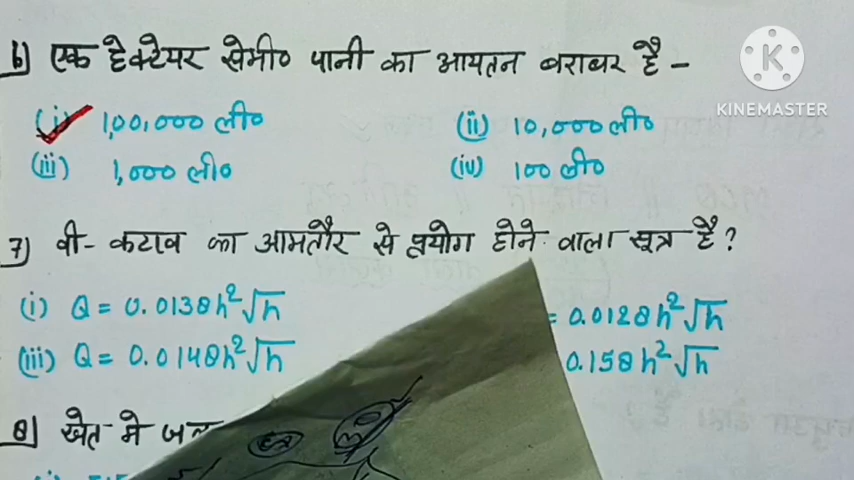 6) एक हेक्टेयर सेमी० पानी का आयतन बराबर है -
KINEMASTER
(i) 1,00,000 ली० (ii) 10,000 ली०
(iii) 1,000 ली० (iv) 100 ली०
7) वी- कटाव का आमतौर से प्रयोग होने वाला सूत्र है?
(i) Q = 0.0138h²√h = 0.0128h²√h
(iii) Q = 0.0148h²√h 0.158h²√h
8) खेत मे जल